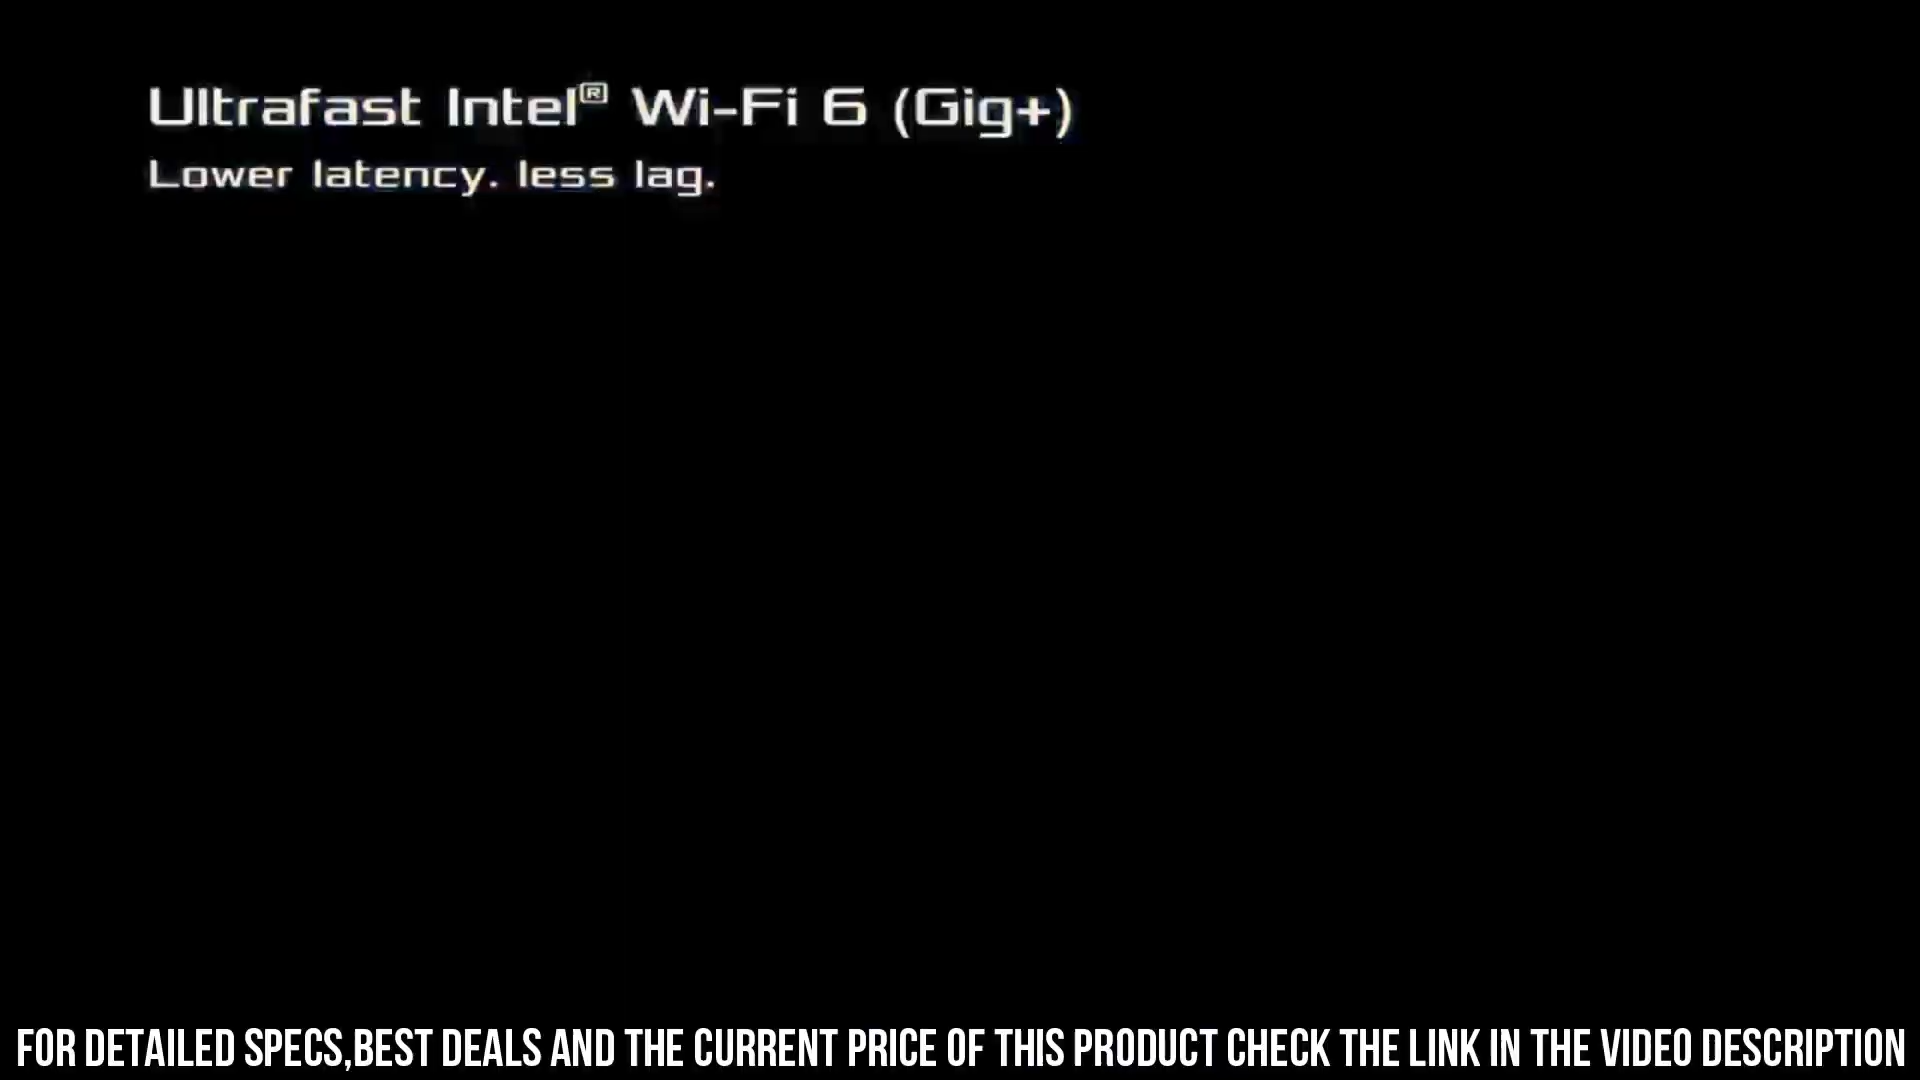 Ultrafast Intel® Wi-Fi 6 (Gig+)
Lower latency. less lag.
FOR DETAILED SPECS,BEST DEALS AND THE CURRENT PRICE OF THIS PRODUCT CHECK THE LINK IN THE VIDEO DESCRIPTION